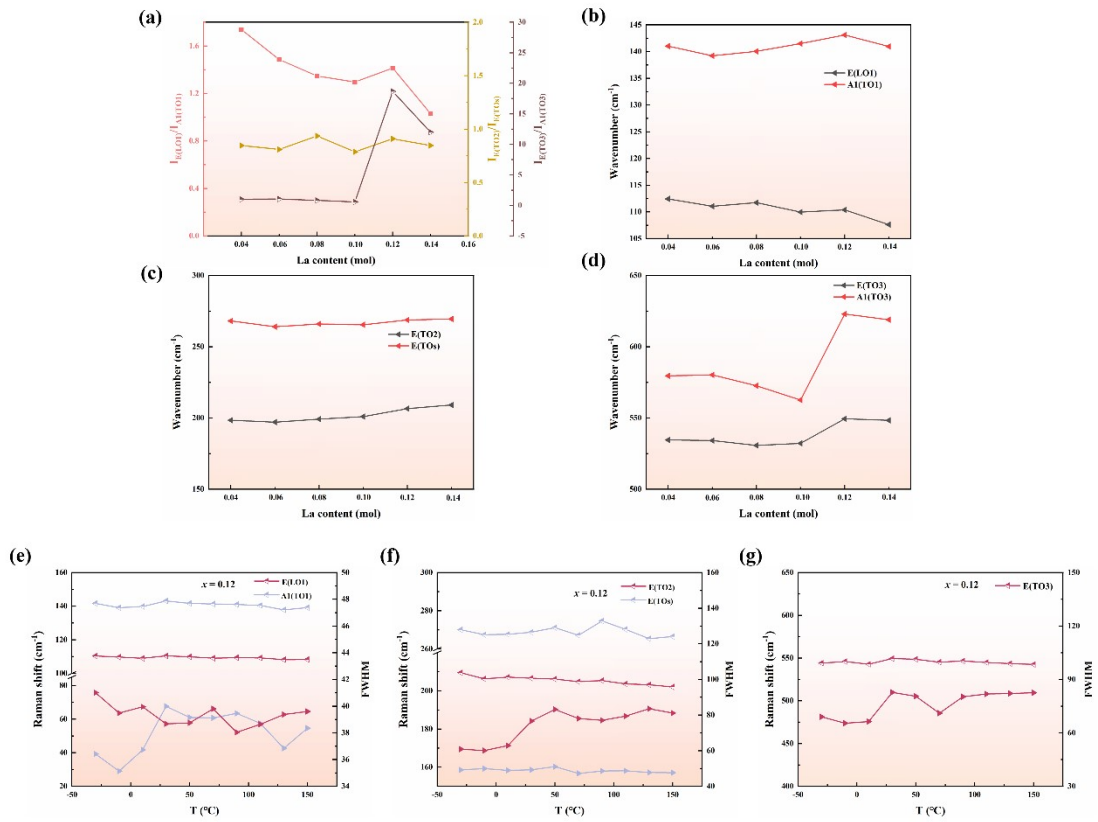 (a)
I_E(LO1)/I_A1(TO1)
1.6
1.2
0.8
0.4
0.0
0.04 0.06 0.08 0.10 0.12 0.14 0.16
La content (mol)
2.0
1.5
1.0
0.5
0.0
I_E(TO2)/I_E(TOs)
30
25
20
15
10
5
0
-5
I_E(TO3)/I_A1(TO3)
(b)
Wavenumber (cm-1)
145
140
135
130
125
120
115
110
105
E(LO1)
A1(TO1)
0.04 0.06 0.08 0.10 0.12 0.14
La content (mol)
(c)
Wavenumber (cm-1)
300
250
200
150
E(TO2)
E(TOs)
0.04 0.06 0.08 0.10 0.12 0.14
La content (mol)
(d)
Wavenumber (cm-1)
650
600
550
500
E(TO3)
A1(TO3)
0.04 0.06 0.08 0.10 0.12 0.14
La content (mol)
(e)
Raman shift (cm-1)
160
140
110
100
80
60
40
20
x = 0.12
E(LO1)
A1(TO1)
50
48
46
44
42
40
38
36
34
FWHM
-50 0 50 100 150
T (°C)
(f)
Raman shift (cm-1)
300
280
260
200
180
160
x = 0.12
E(TO2)
E(TOs)
160
140
120
100
80
60
40
FWHM
-50 0 50 100 150
T (°C)
(g)
Raman shift (cm-1)
650
625
600
575
550
525
500
475
450
x = 0.12
E(TO3)
150
120
90
60
30
FWHM
-50 0 50 100 150
T (°C)